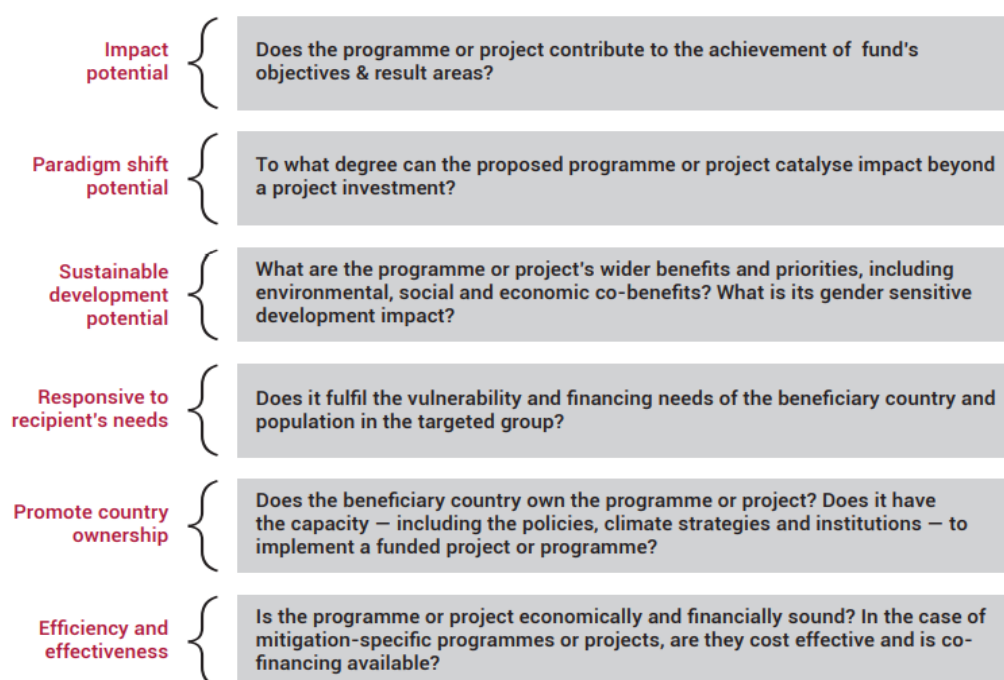 Impact
potential
Does the programme or project contribute to the achievement of fund's
objectives & result areas?
Paradigm shift
potential
To what degree can the proposed programme or project catalyse impact beyond
a project investment?
Sustainable
development
potential
What are the programme or project's wider benefits and priorities, including
environmental, social and economic co-benefits? What is its gender sensitive
development impact?
Responsive to
recipient's needs
Does it fulfil the vulnerability and financing needs of the beneficiary country and
population in the targeted group?
Promote country
ownership
Does the beneficiary country own the programme or project? Does it have
the capacity — including the policies, climate strategies and institutions — to
implement a funded project or programme?
Efficiency and
effectiveness
Is the programme or project economically and financially sound? In the case of
mitigation-specific programmes or projects, are they cost effective and is co-
financing available?